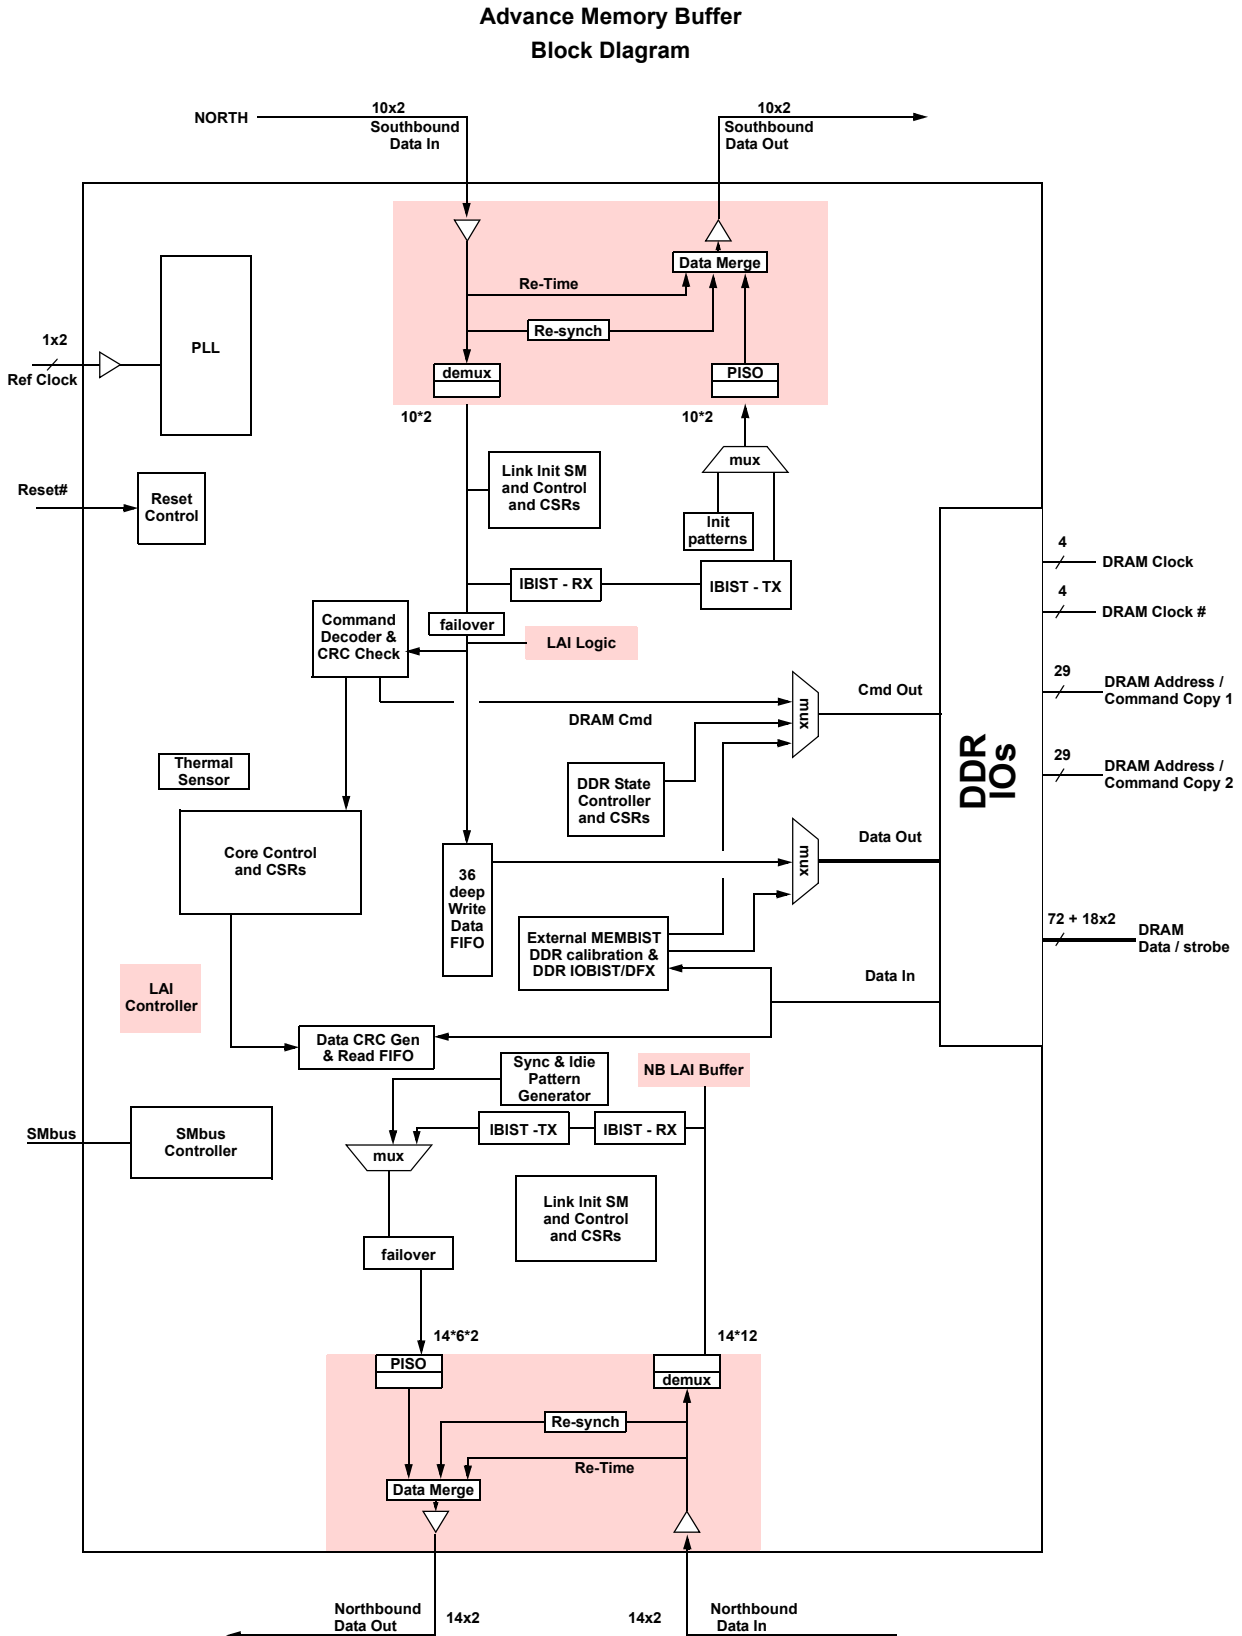 Advance Memory Buffer
Block DIagram
NORTH
10x2
Southbound
Data In
10x2
Southbound
Data Out
Data Merge
Re-Time
Re-synch
demux
PISO
10*2
10*2
1x2
Ref Clock
PLL
mux
Link Init SM
and Control
and CSRs
Reset#
Reset
Control
Init
patterns
IBIST - RX
IBIST - TX
Command
Decoder &
CRC Check
failover
LAI Logic
DRAM Cmd
mux
Cmd Out
DDR
IOs
4
DRAM Clock
4
DRAM Clock #
29
DRAM Address /
Command Copy 1
29
DRAM Address /
Command Copy 2
Thermal
Sensor
DDR State
Controller
and CSRs
Core Control
and CSRs
36
deep
Write
Data
FIFO
mux
Data Out
External MEMBIST
DDR calibration &
DDR IOBIST/DFX
72 + 18x2
DRAM
Data / strobe
Data In
LAI
Controller
Data CRC Gen
& Read FIFO
Sync & Idie
Pattern
Generator
NB LAI Buffer
SMbus
SMbus
Controller
IBIST -TX
IBIST - RX
mux
Link Init SM
and Control
and CSRs
failover
14*6*2
14*12
PISO
demux
Re-synch
Re-Time
Data Merge
Northbound
Data Out
14x2
14x2
Northbound
Data In